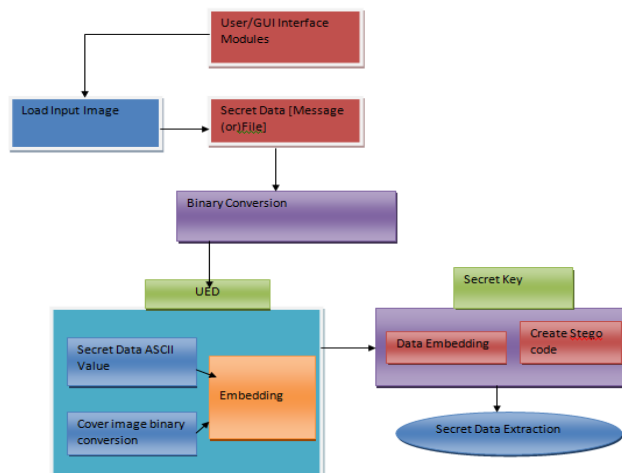 User/GUI Interface
Modules
Load Input Image
Secret Data [Message
(or)File]
Binary Conversion
UED
Secret Key
Secret Data ASCII
Value
Embedding
Cover image binary
conversion
Data Embedding
Create Stego
code
Secret Data Extraction